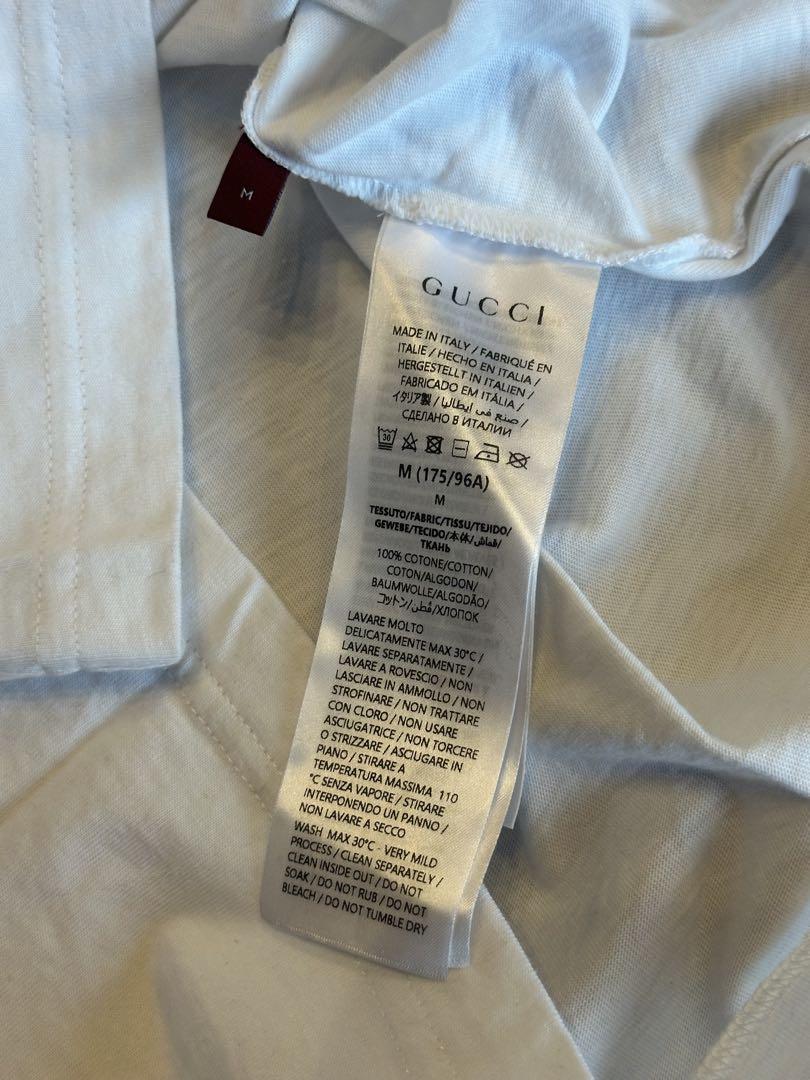 M
GUCCI
MADE IN ITALY / FABRIQUÉ EN
ITALIE / HECHO EN ITALIA /
HERGESTELLT IN ITALIEN /
FABRICADO EM ITÁLIA /
イタリア製 / صنع في ايطاليا /
СДЕЛАНО В ИТАЛИИ
30
M (175/96A)
M
TESSUTO/FABRIC/TISSU/TEJIDO/
GEWEBE/TECIDO/本体/قماش/
ТКАНЬ
100% COTONE/COTTON/
COTON/ALGODON/
BAUMWOLLE/ALGODÃO/
コットン/قطن/ХЛОПОК
LAVARE MOLTO
DELICATAMENTE MAX 30°C /
LAVARE SEPARATAMENTE /
LAVARE A ROVESCIO / NON
LASCIARE IN AMMOLLO / NON
STROFINARE / NON TRATTARE
CON CLORO / NON USARE
ASCIUGATRICE / NON TORCERE
O STRIZZARE / ASCIUGARE IN
PIANO / STIRARE A
TEMPERATURA MASSIMA 110
°C SENZA VAPORE / STIRARE
INTERPONENDO UN PANNO /
NON LAVARE A SECCO
WASH MAX 30°C - VERY MILD
PROCESS / CLEAN SEPARATELY /
CLEAN INSIDE OUT / DO NOT
SOAK / DO NOT RUB / DO NOT
BLEACH / DO NOT TUMBLE DRY